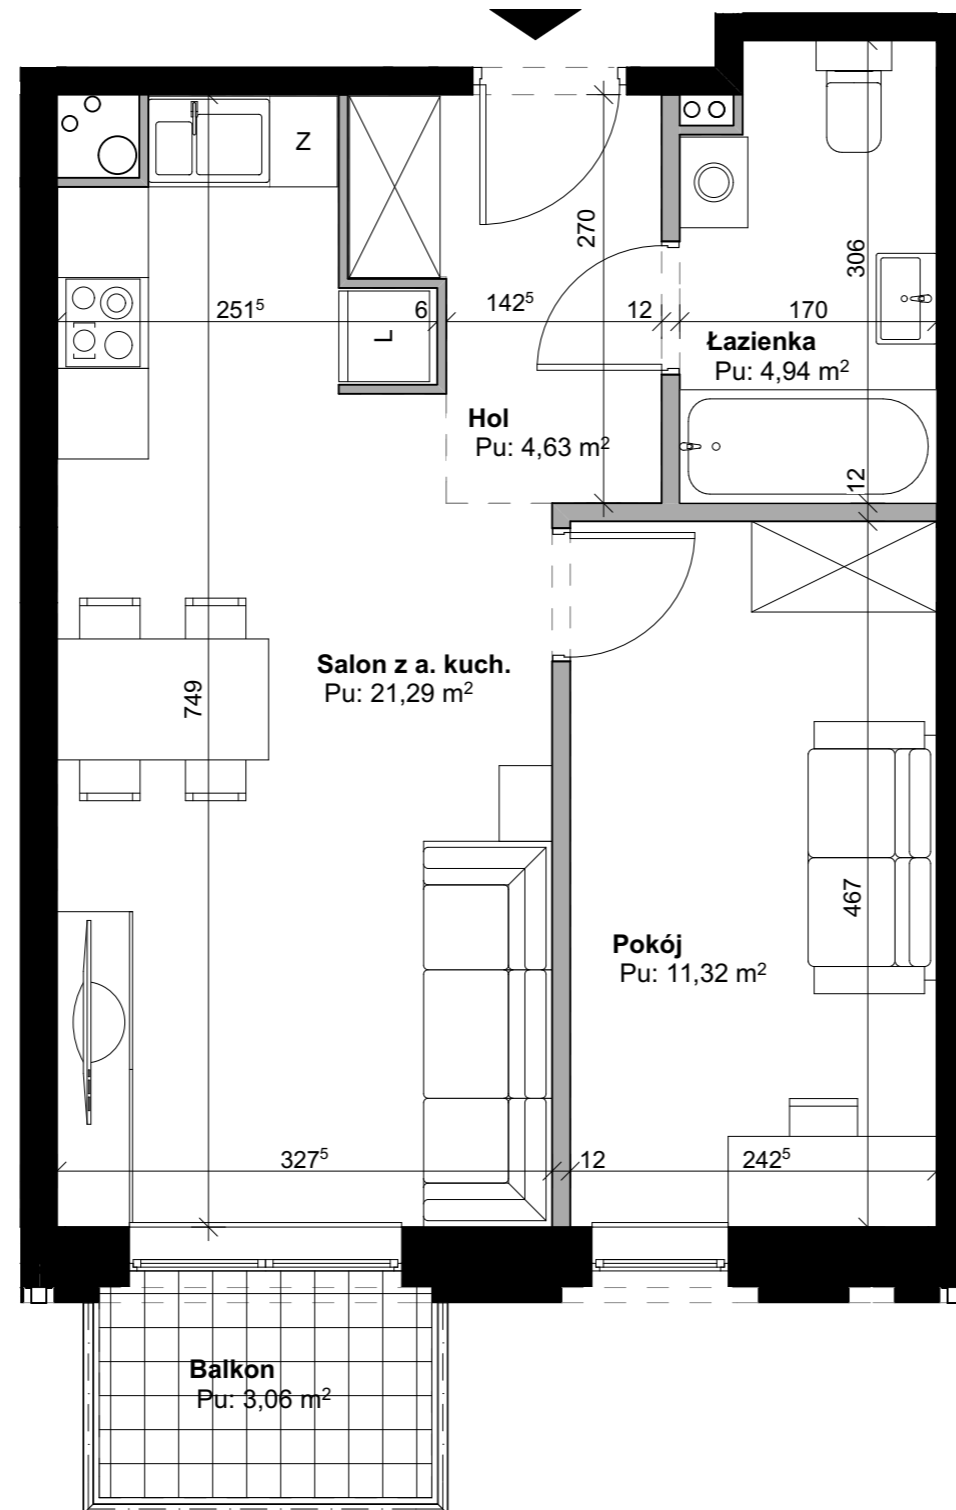 Z
270
306
251⁵
6
142⁵
12
170
L
Łazienka
Pu: 4,94 m²
Hol
Pu: 4,63 m²
12
Salon z a. kuch.
Pu: 21,29 m²
749
467
Pokój
Pu: 11,32 m²
327⁵
12
242⁵
Balkon
Pu: 3,06 m²